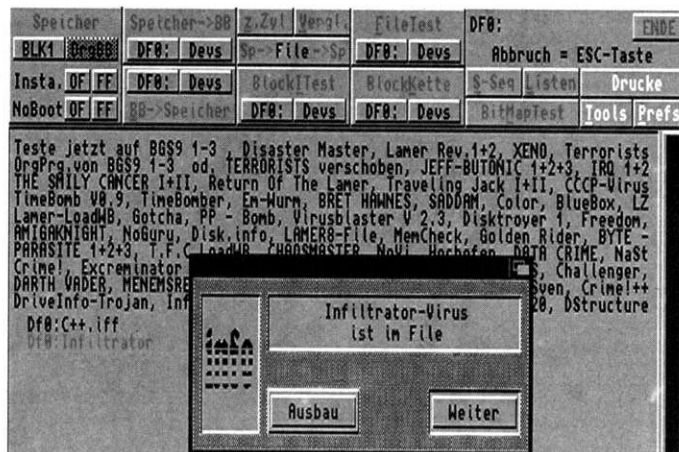 Speicher Speicher->BB z.Zyl Vergl. FileTest DF0: ENDE
BLK1 OrgBB DF0: Devs Sp->File->Sp DF0: Devs Abbruch = ESC-Taste
Insta. OF FF DF0: Devs BlockITest BlockKette S-Seq Listen Drucke
NoBoot OF FF BB->Speicher DF0: Devs DF0: Devs BitMapTest Tools Prefs
Teste jetzt auf BGS9 1-3 , Disaster Master, Lamer Rev.1+2, XENO, Terrorists
OrgPrg.von BGS9 1-3 od. TERRORISTS verschoben, JEFF-BUTONIC 1+2+3, IRQ 1+2
THE SMILY CANCER I+II, Return Of The Lamer, Traveling Jack I+II, CCCP-Virus
TimeBomb V0.9, TimeBomber, Em-Wurm, BRET HAWNES, SADDAM, Color, BlueBox, LZ
Lamer-LoadWB, Gotcha, PP - Bomb, Virusblaster V 2.3, Disktroyer 1, Freedom,
AMIGAKNIGHT, NoGuru, Disk.info, LAMER8-File, MemCheck, Golden Rider, BYTE -
PARASITE 1+2+3, T.F.C LoadWB, CHAOSMASTER, NoVi, Hochofen, DATA CRIME, NaSt
Crime!, Excreminator S, Challenger,
DARTH VADER, MENEMSRE Sven, Crime!++
DriveInfo-Trojan, Inf 20, DStructure
Df0:C++.iff
Df0:Infiltrator
Infiltrator-Virus
ist im File
Ausbau Weiter